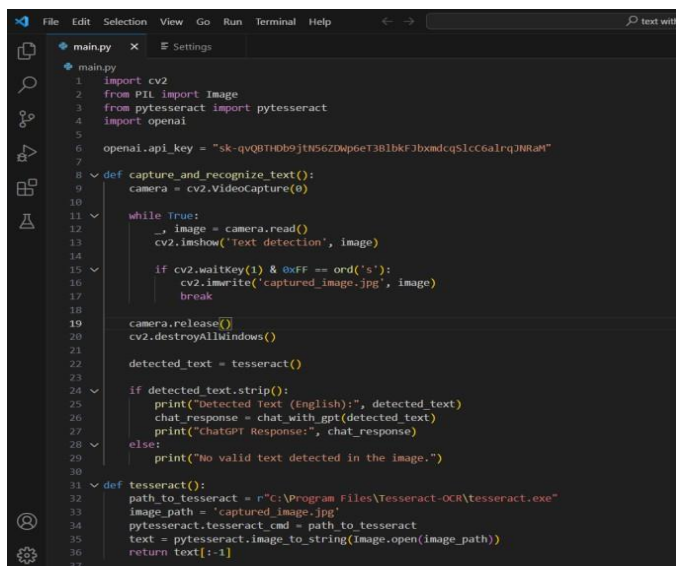 File Edit Selection View Go Run Terminal Help
text wit
main.py
Settings
main.py
1 import cv2
2 from PIL import Image
3 from pytesseract import pytesseract
4 import openai
5
6 openai.api_key =
7
8 def capture_and_recognize_text():
9 camera = cv2.VideoCapture(0)
10
11 while True:
12 _, image = camera.read()
13 cv2.imshow('Text detection', image)
14
15 if cv2.waitKey(1) & 0xFF == ord('s'):
16 cv2.imwrite('captured_image.jpg', image)
17 break
18
19 camera.release()
20 cv2.destroyAllWindows()
21
22 detected_text = tesseract()
23
24 if detected_text.strip():
25 print("Detected Text (English):", detected_text)
26 chat_response = chat_with_gpt(detected_text)
27 print("ChatGPT Response:", chat_response)
28 else:
29 print("No valid text detected in the image.")
30
31 def tesseract():
32 path_to_tesseract = r"C:\Program Files\Tesseract-OCR\tesseract.exe"
33 image_path = 'captured_image.jpg'
34 pytesseract.tesseract_cmd = path_to_tesseract
35 text = pytesseract.image_to_string(Image.open(image_path))
36 return text[:-1]